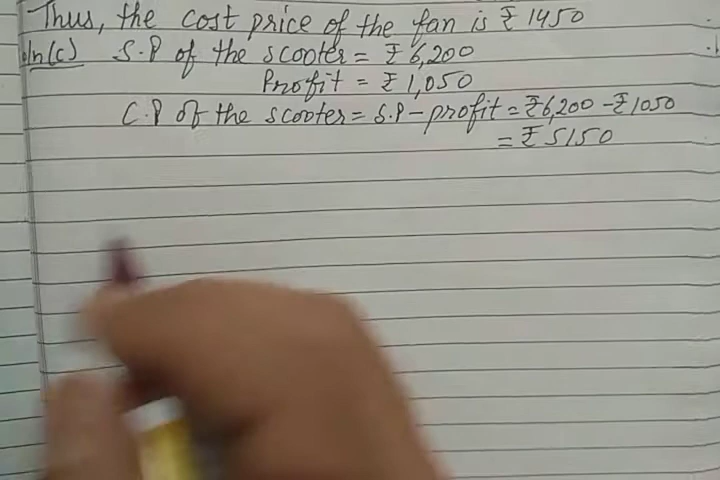 Thus, the cost price of the fan is ₹ 1450
ln(c) S.P of the scooter = ₹ 6,200
Profit = ₹ 1,050
C.P of the scooter = S.P - profit = ₹6,200 - ₹1050
= ₹ 5150